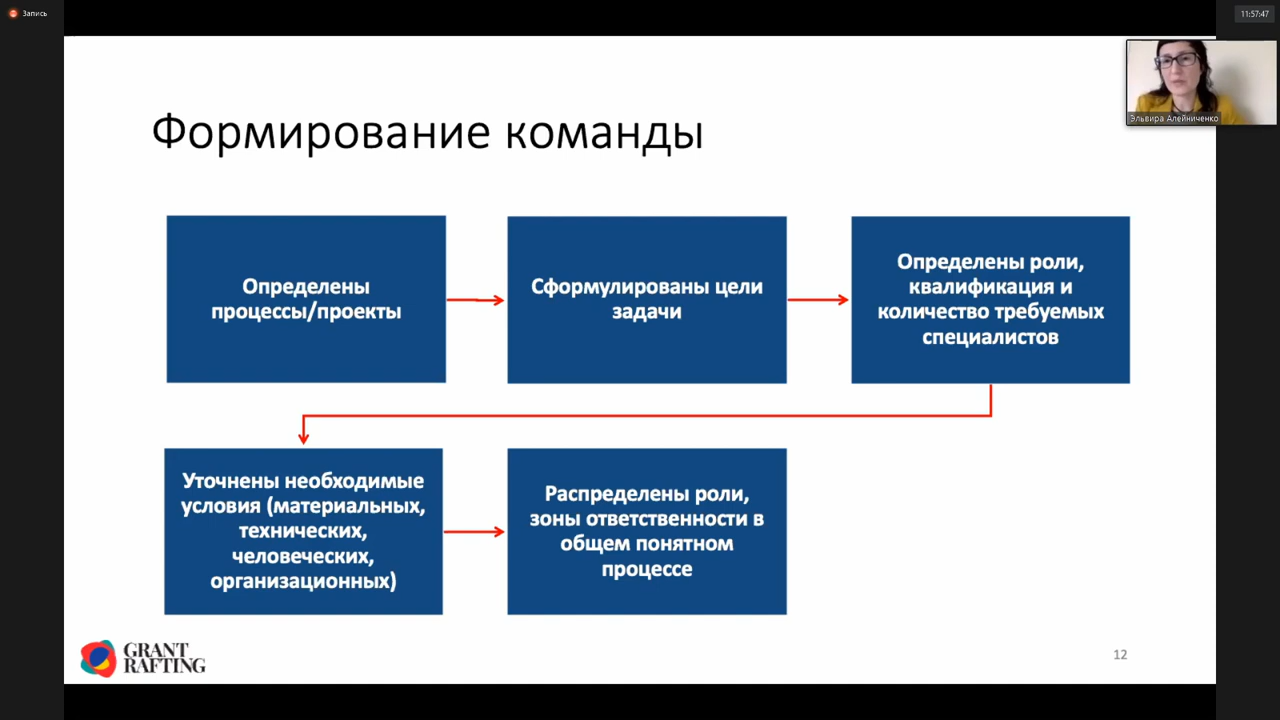 Запись
11:57:47
Эльвира Алейниченко
Формирование команды
Определены
процессы/проекты
Сформулированы цели
задачи
Определены роли,
квалификация и
количество требуемых
специалистов
Уточнены необходимые
условия (материальных,
технических,
человеческих,
организационных)
Распределены роли,
зоны ответственности в
общем понятном
процессе
GRANT
RAFTING
12